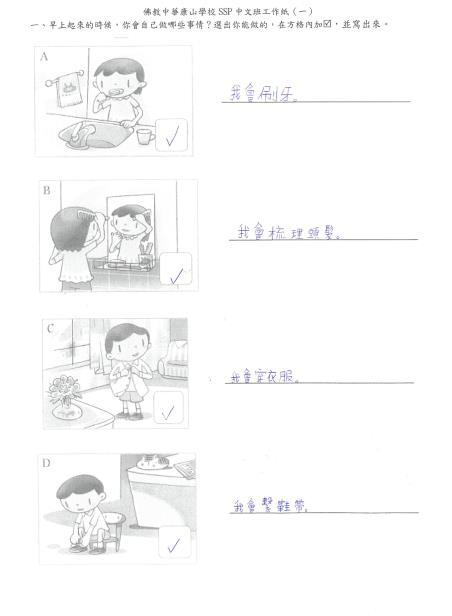 佛教中華康山學校 SSP 中文班工作紙（一）
一、早上起來的時候，你會自己做哪些事情？選出你能做的，在方格內加☑，並寫出來。
A
我會刷牙。
B
我會梳理頭髮。
C
我會穿衣服。
D
我會繫鞋帶。